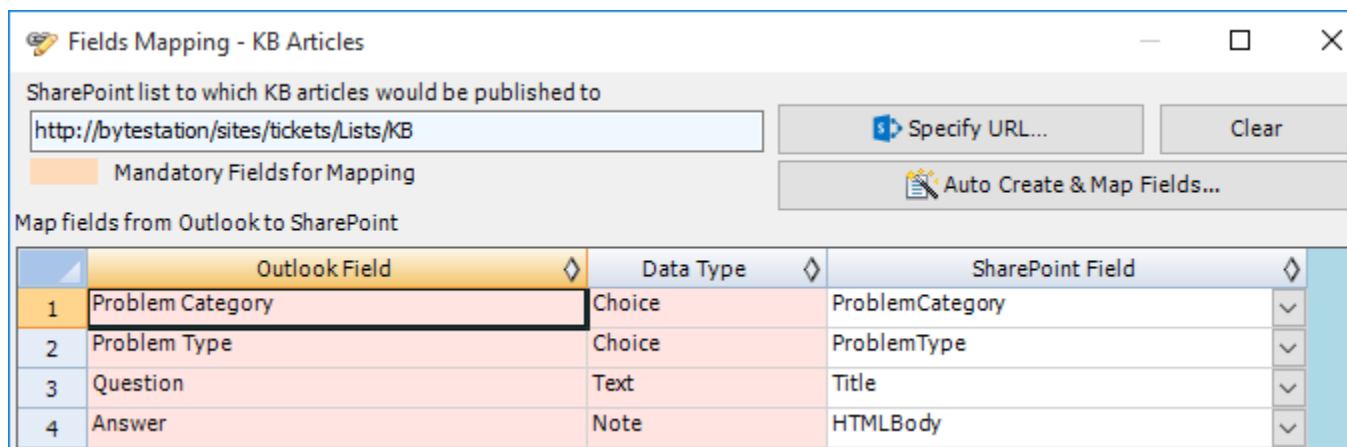 Fields Mapping - KB Articles
SharePoint list to which KB articles would be published to
http://bytestation/sites/tickets/Lists/KB
Specify URL...
Clear
Mandatory Fields for Mapping
Auto Create & Map Fields...
Map fields from Outlook to SharePoint
Outlook Field Data Type SharePoint Field
1 Problem Category Choice ProblemCategory
2 Problem Type Choice ProblemType
3 Question Text Title
4 Answer Note HTMLBody